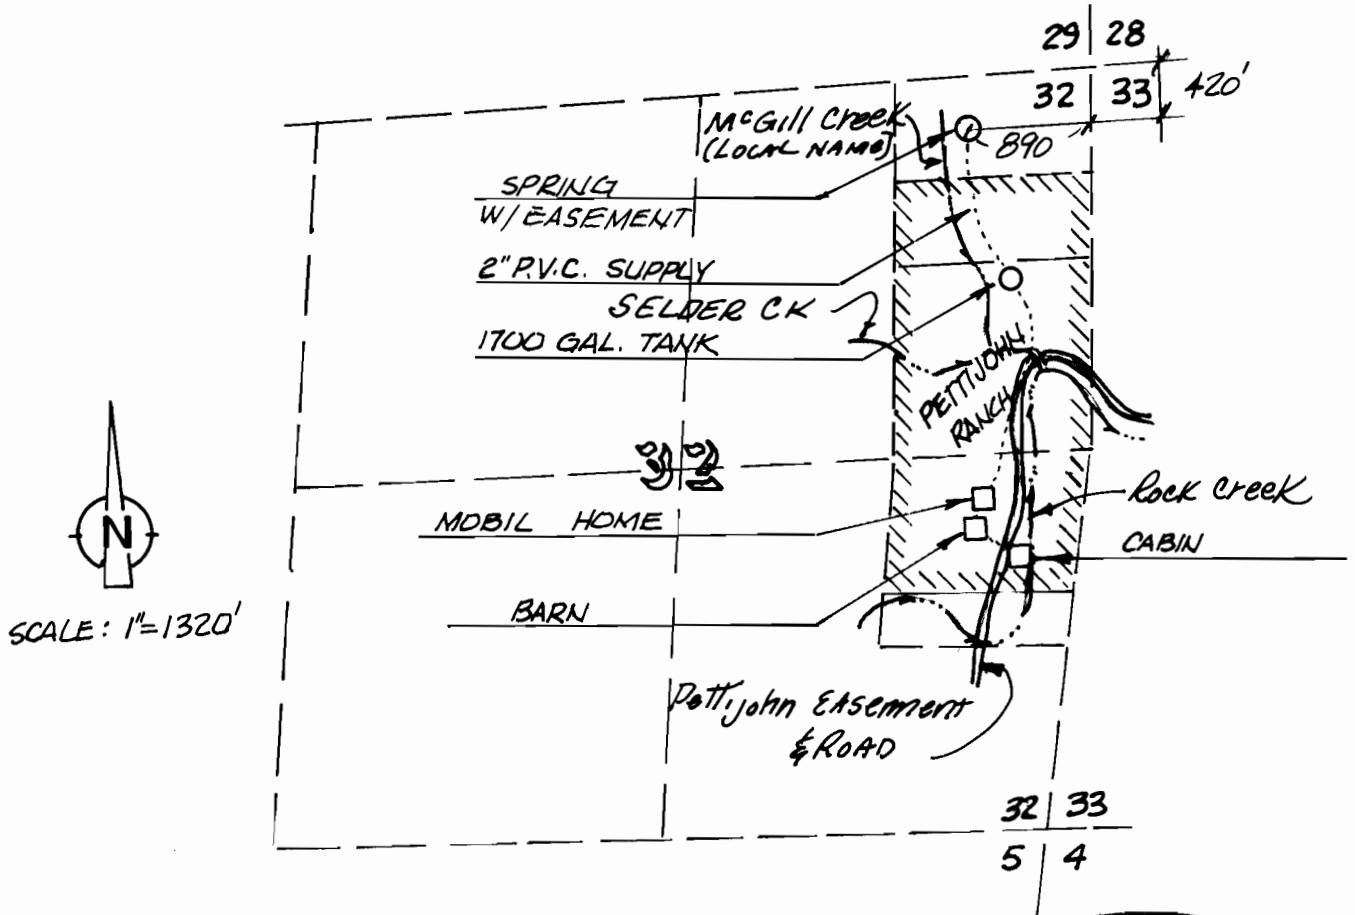 29 28
32 33
420'
McGill Creek
(LOCAL NAME)
890
SPRING
W/ EASEMENT
2" P.V.C. SUPPLY
SELDER CK
1700 GAL. TANK
PETTIJOHN
RANCH
32
Rock Creek
MOBIL HOME
CABIN
N
BARN
SCALE: 1"=1320'
Pettijohn EAsement
& ROAD
32 33
5 4